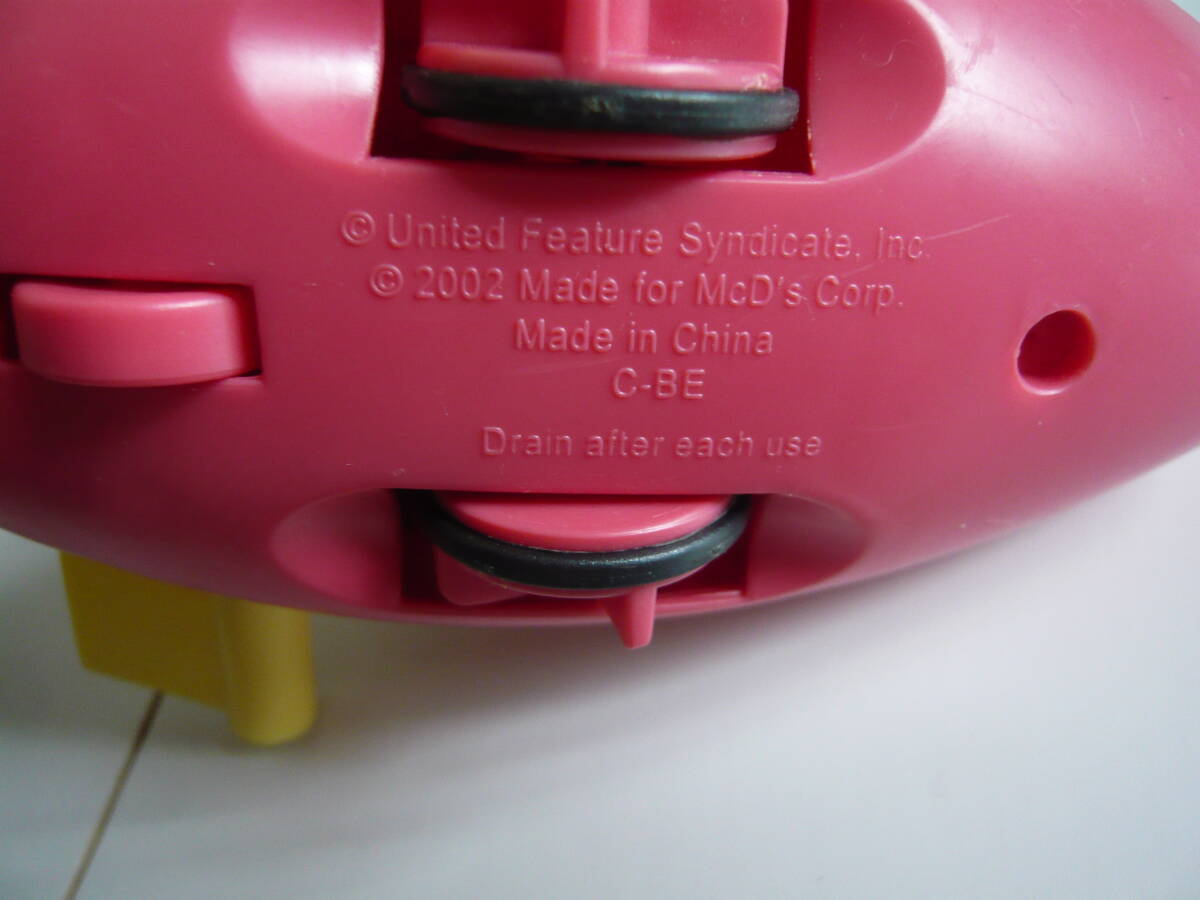 © United Feature Syndicate, Inc.
© 2002 Made for McD's Corp.
Made in China
C-BE
Drain after each use